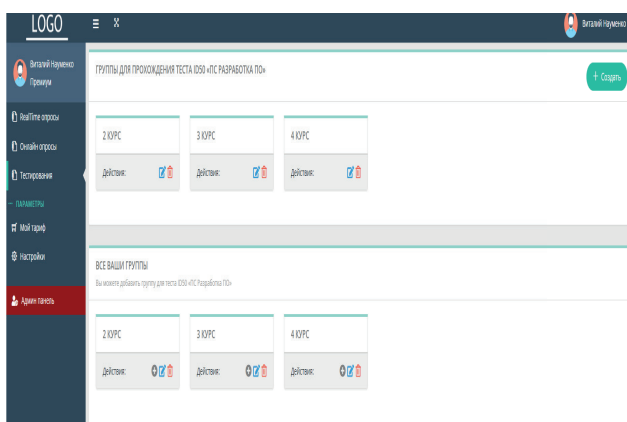 LOGO
Виталий Науменко
Виталий Науменко
Премиум
ГРУППЫ ДЛЯ ПРОХОЖДЕНИЯ ТЕСТА ID50 «ПС РАЗРАБОТКА ПО»
+ Создать
RealTime опросы
Онлайн опросы
Тестирования
ПАРАМЕТРЫ
Мой тариф
Настройки
Админ панель
2 КУРС
3 КУРС
4 КУРС
Действия:
Действия:
Действия:
ВСЕ ВАШИ ГРУППЫ
Вы можете добавить группу для теста ID50 «ПС Разработка ПО»
2 КУРС
3 КУРС
4 КУРС
Действия:
Действия:
Действия: